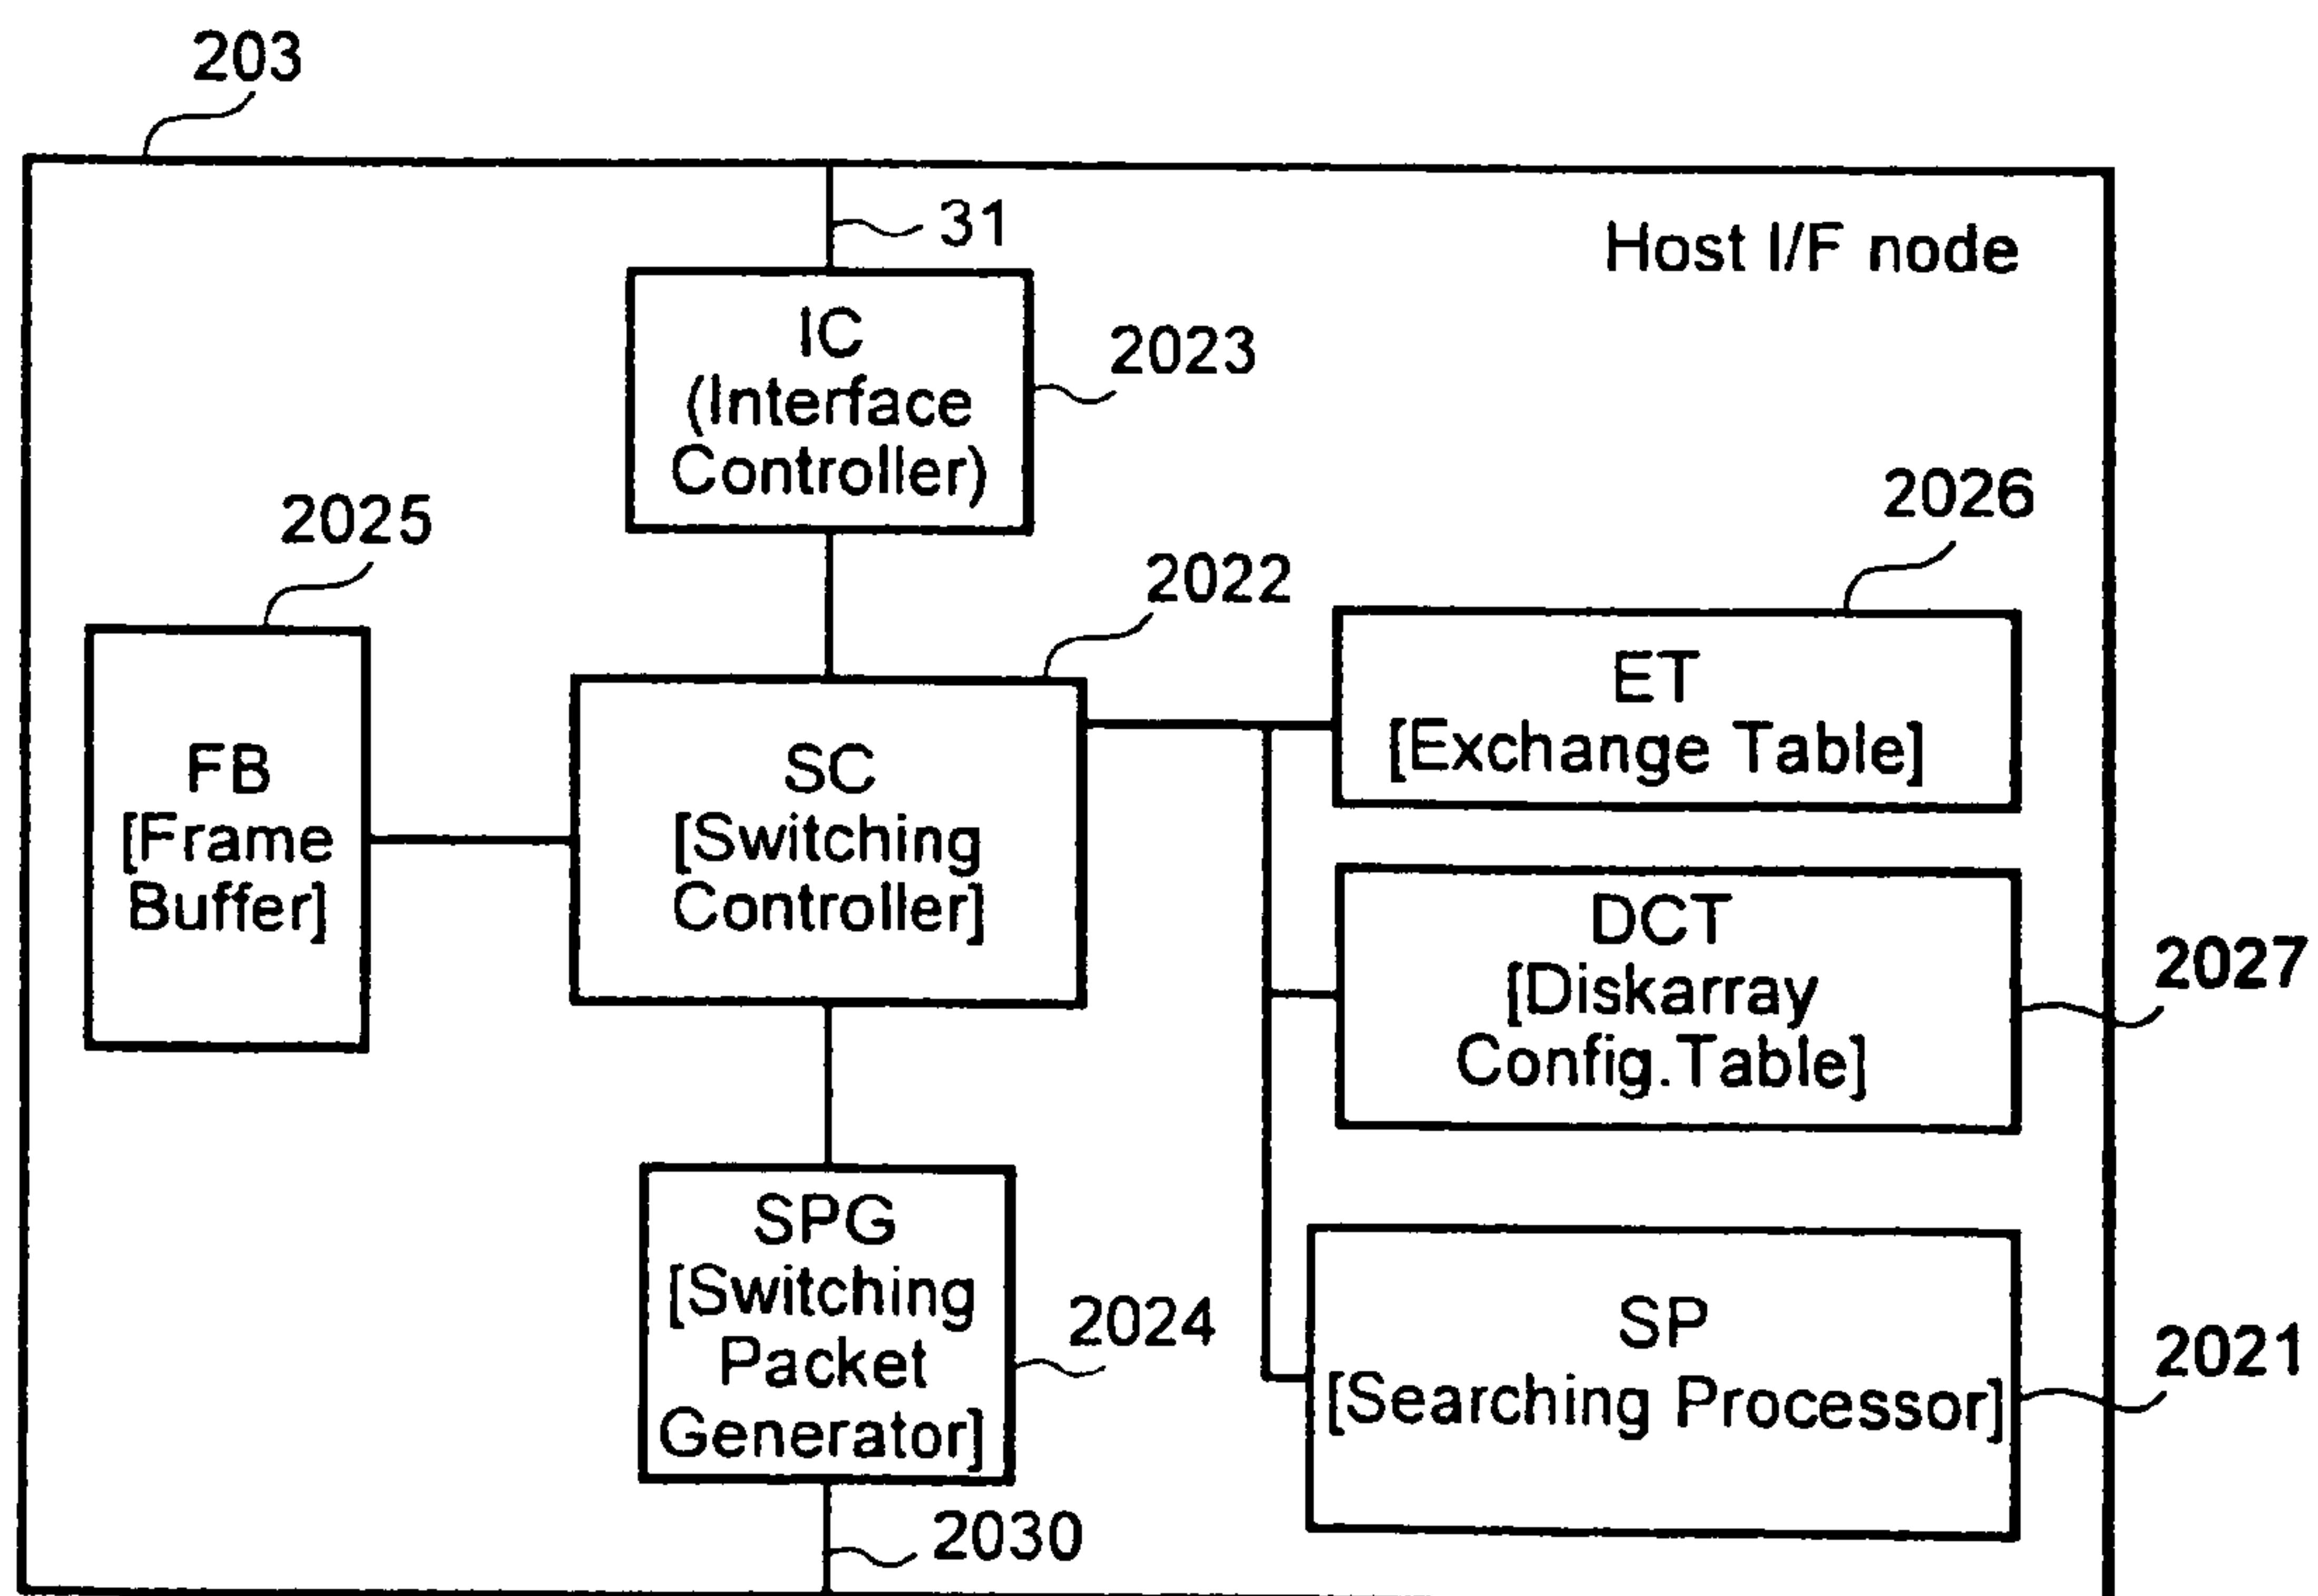 203
31
Host I/F node
IC
(Interface
Controller)
2023
2025
2022
2026
FB
[Frame
Buffer]
SC
[Switching
Controller]
ET
[Exchange Table]
DCT
[Diskarray
Config.Table]
2027
SPG
[Switching
Packet
Generator]
2024
SP
[Searching Processor]
2021
2030